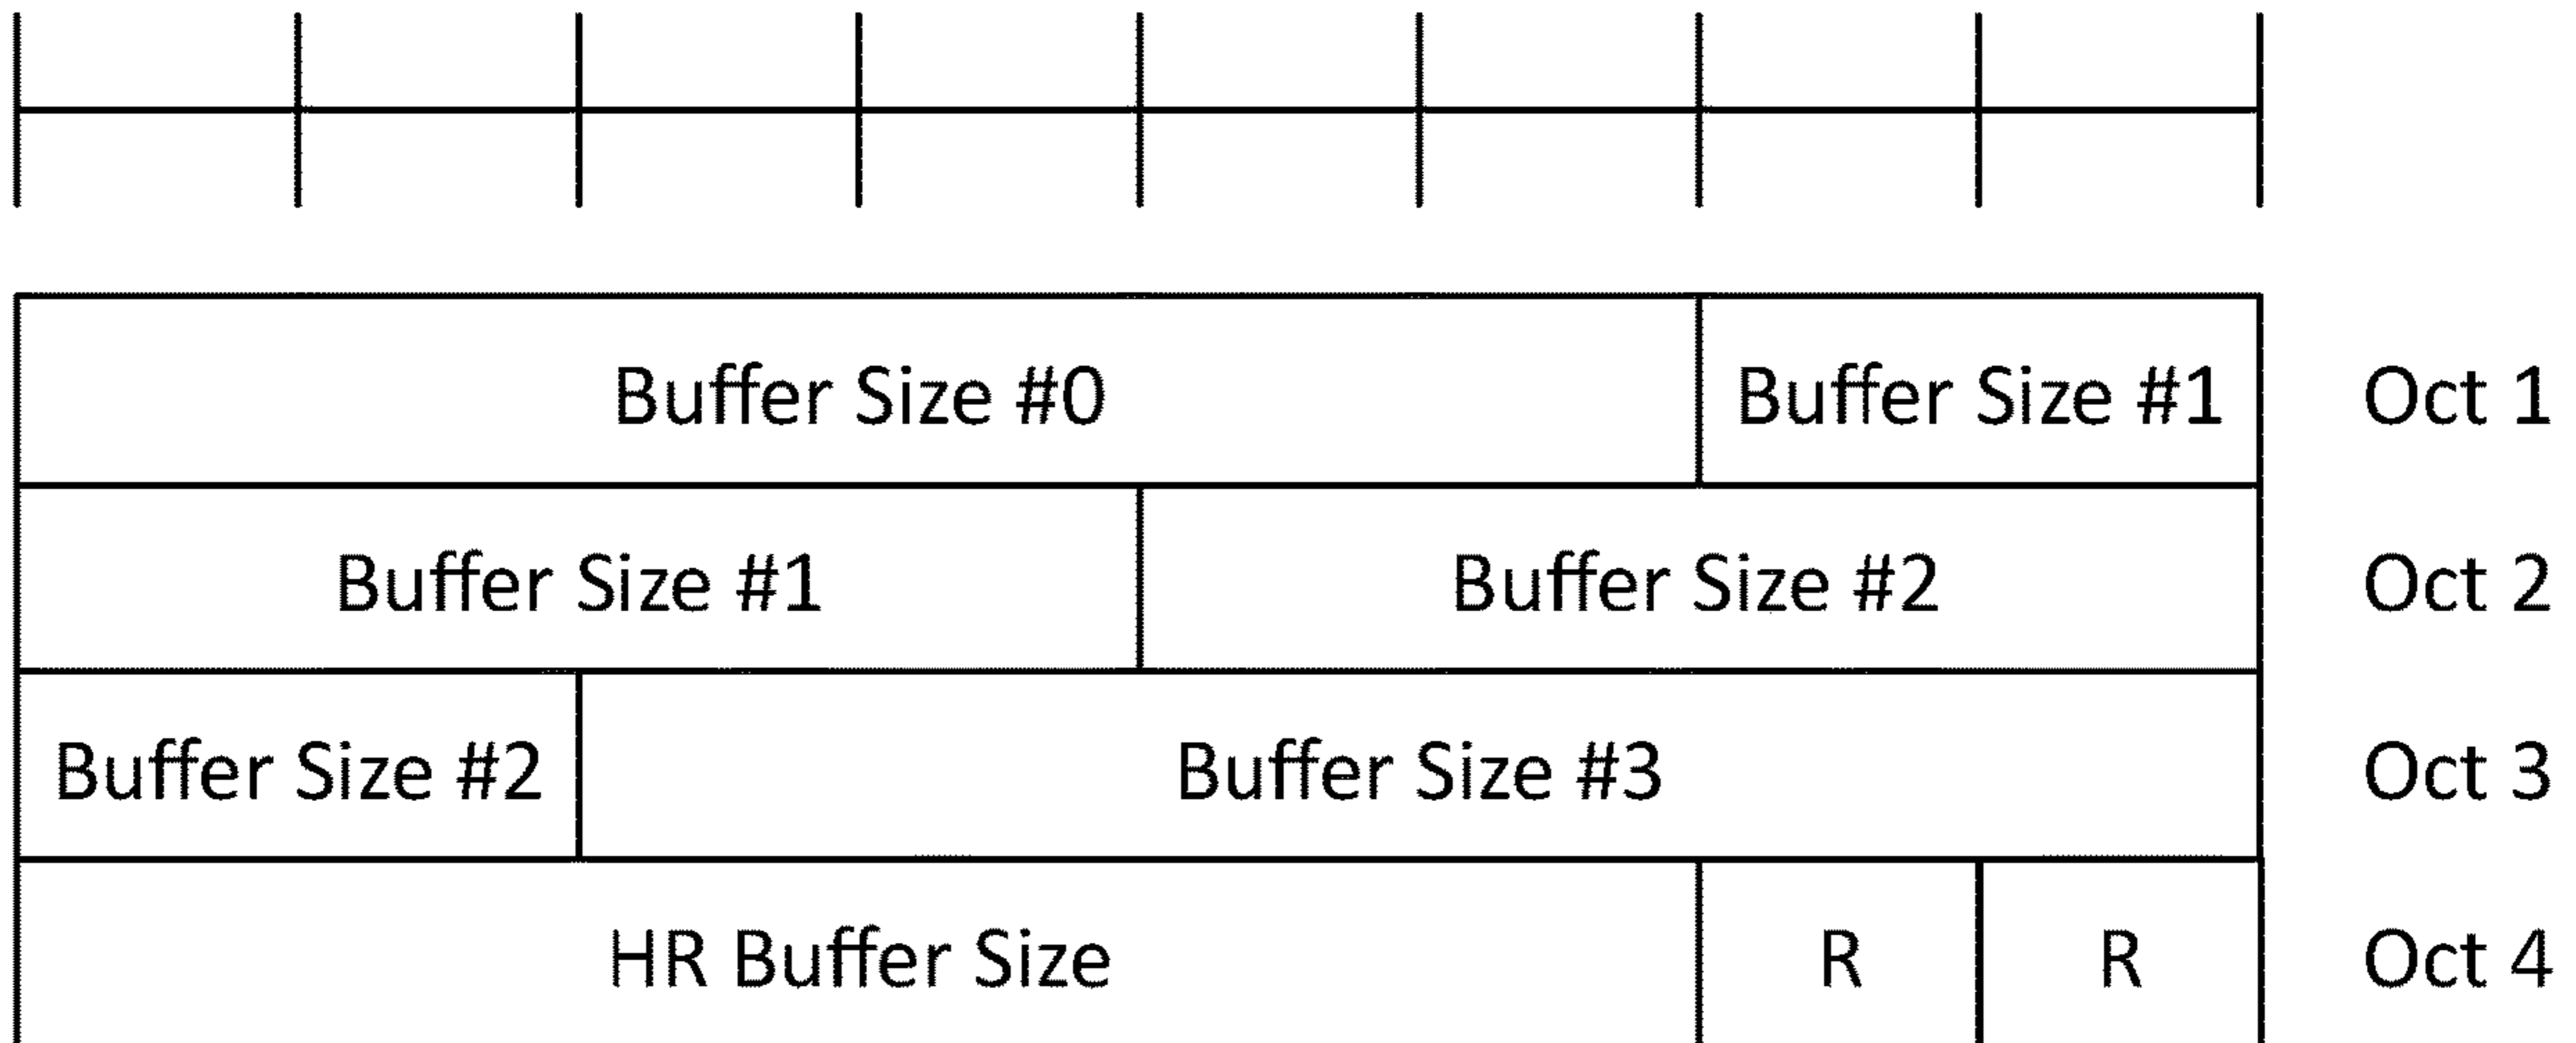 Buffer Size #0 Buffer Size #1 Oct 1
Buffer Size #1 Buffer Size #2 Oct 2
Buffer Size #2 Buffer Size #3 Oct 3
HR Buffer Size R R Oct 4